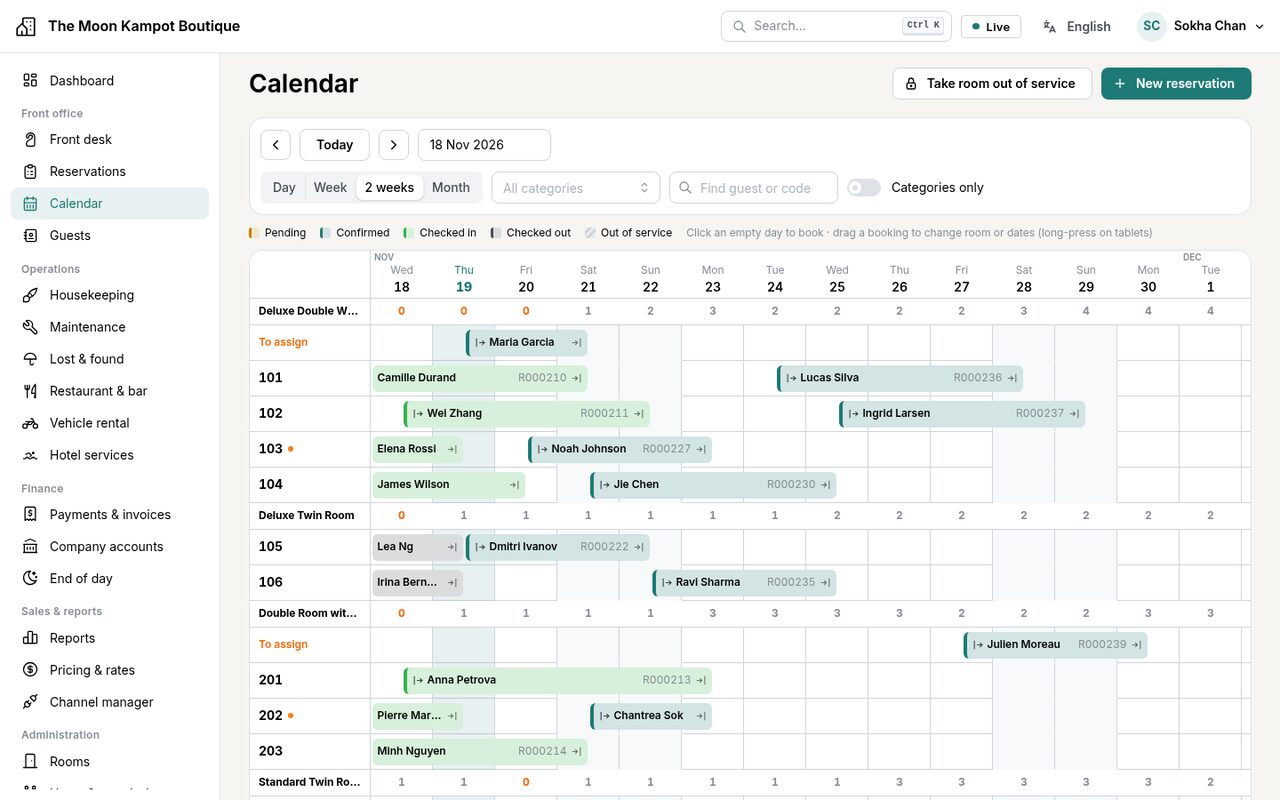 The Moon Kampot Boutique
Search...
Ctrl K
Live
English
SC
Sokha Chan
Dashboard
Front office
Front desk
Reservations
Calendar
Guests
Operations
Housekeeping
Maintenance
Lost & found
Restaurant & bar
Vehicle rental
Hotel services
Finance
Payments & invoices
Company accounts
End of day
Sales & reports
Reports
Pricing & rates
Channel manager
Administration
Rooms
Calendar
Take room out of service
New reservation
Today
18 Nov 2026
Day Week 2 weeks Month
All categories
Find guest or code
Categories only
Pending Confirmed Checked in Checked out Out of service Click an empty day to book · drag a booking to change room or dates (long-press on tablets)
NOV DEC
Wed Thu Fri Sat Sun Mon Tue Wed Thu Fri Sat Sun Mon Tue
18 19 20 21 22 23 24 25 26 27 28 29 30 1
Deluxe Double W... 0 0 0 1 2 3 2 2 2 2 3 4 4 4
To assign Maria Garcia
101 Camille Durand R000210 Lucas Silva R000236
102 Wei Zhang R000211 Ingrid Larsen R000237
103 Elena Rossi Noah Johnson R000227
104 James Wilson Jie Chen R000230
Deluxe Twin Room 0 1 1 1 1 1 1 2 2 2 2 2 2 2
105 Lea Ng Dmitri Ivanov R000222
106 Irina Bern... Ravi Sharma R000235
Double Room wit... 0 1 1 1 1 3 3 3 3 2 2 2 3 3
To assign Julien Moreau R000239
201 Anna Petrova R000213
202 Pierre Mar... Chantrea Sok
203 Minh Nguyen R000214
Standard Twin Ro... 1 1 0 1 1 1 1 1 3 3 3 3 3 2